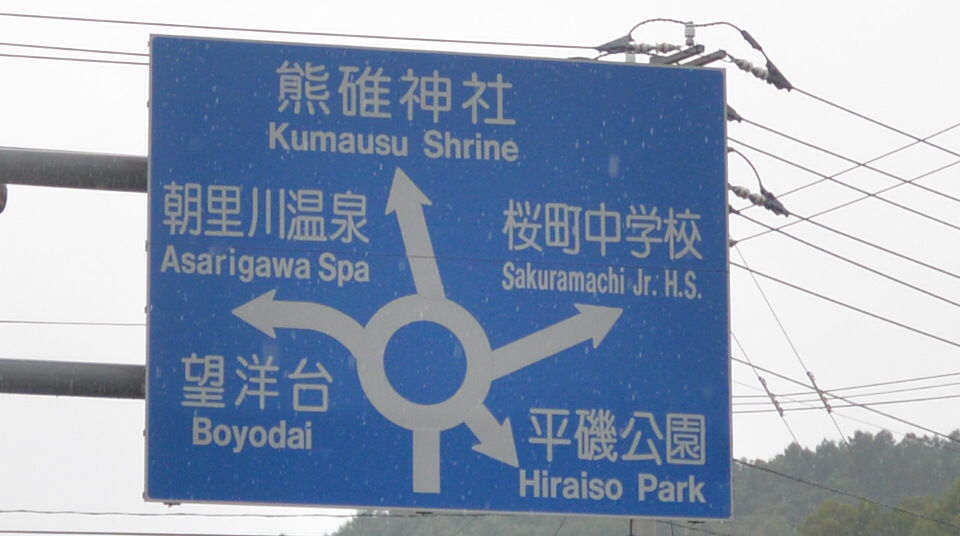 熊碓神社
Kumausu Shrine
朝里川温泉
Asarigawa Spa
桜町中学校
Sakuramachi Jr. H.S.
望洋台
Boyodai
平磯公園
Hiraiso Park